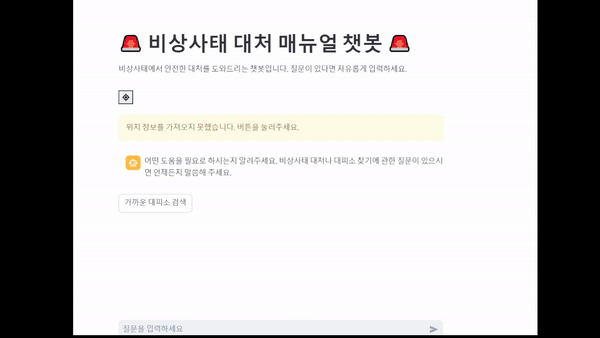 비상사태 대처 매뉴얼 챗봇
비상사태에서 안전한 대처를 도와드리는 챗봇입니다. 질문이 있다면 자유롭게 입력하세요.
위치 정보를 가져오지 못했습니다. 버튼을 눌러주세요.
어떤 도움을 필요로 하시는지 알려주세요. 비상사태 대처나 대피소 찾기에 관한 질문이 있으시
면 언제든지 말씀해 주세요.
가까운 대피소 검색
질문을 입력하세요